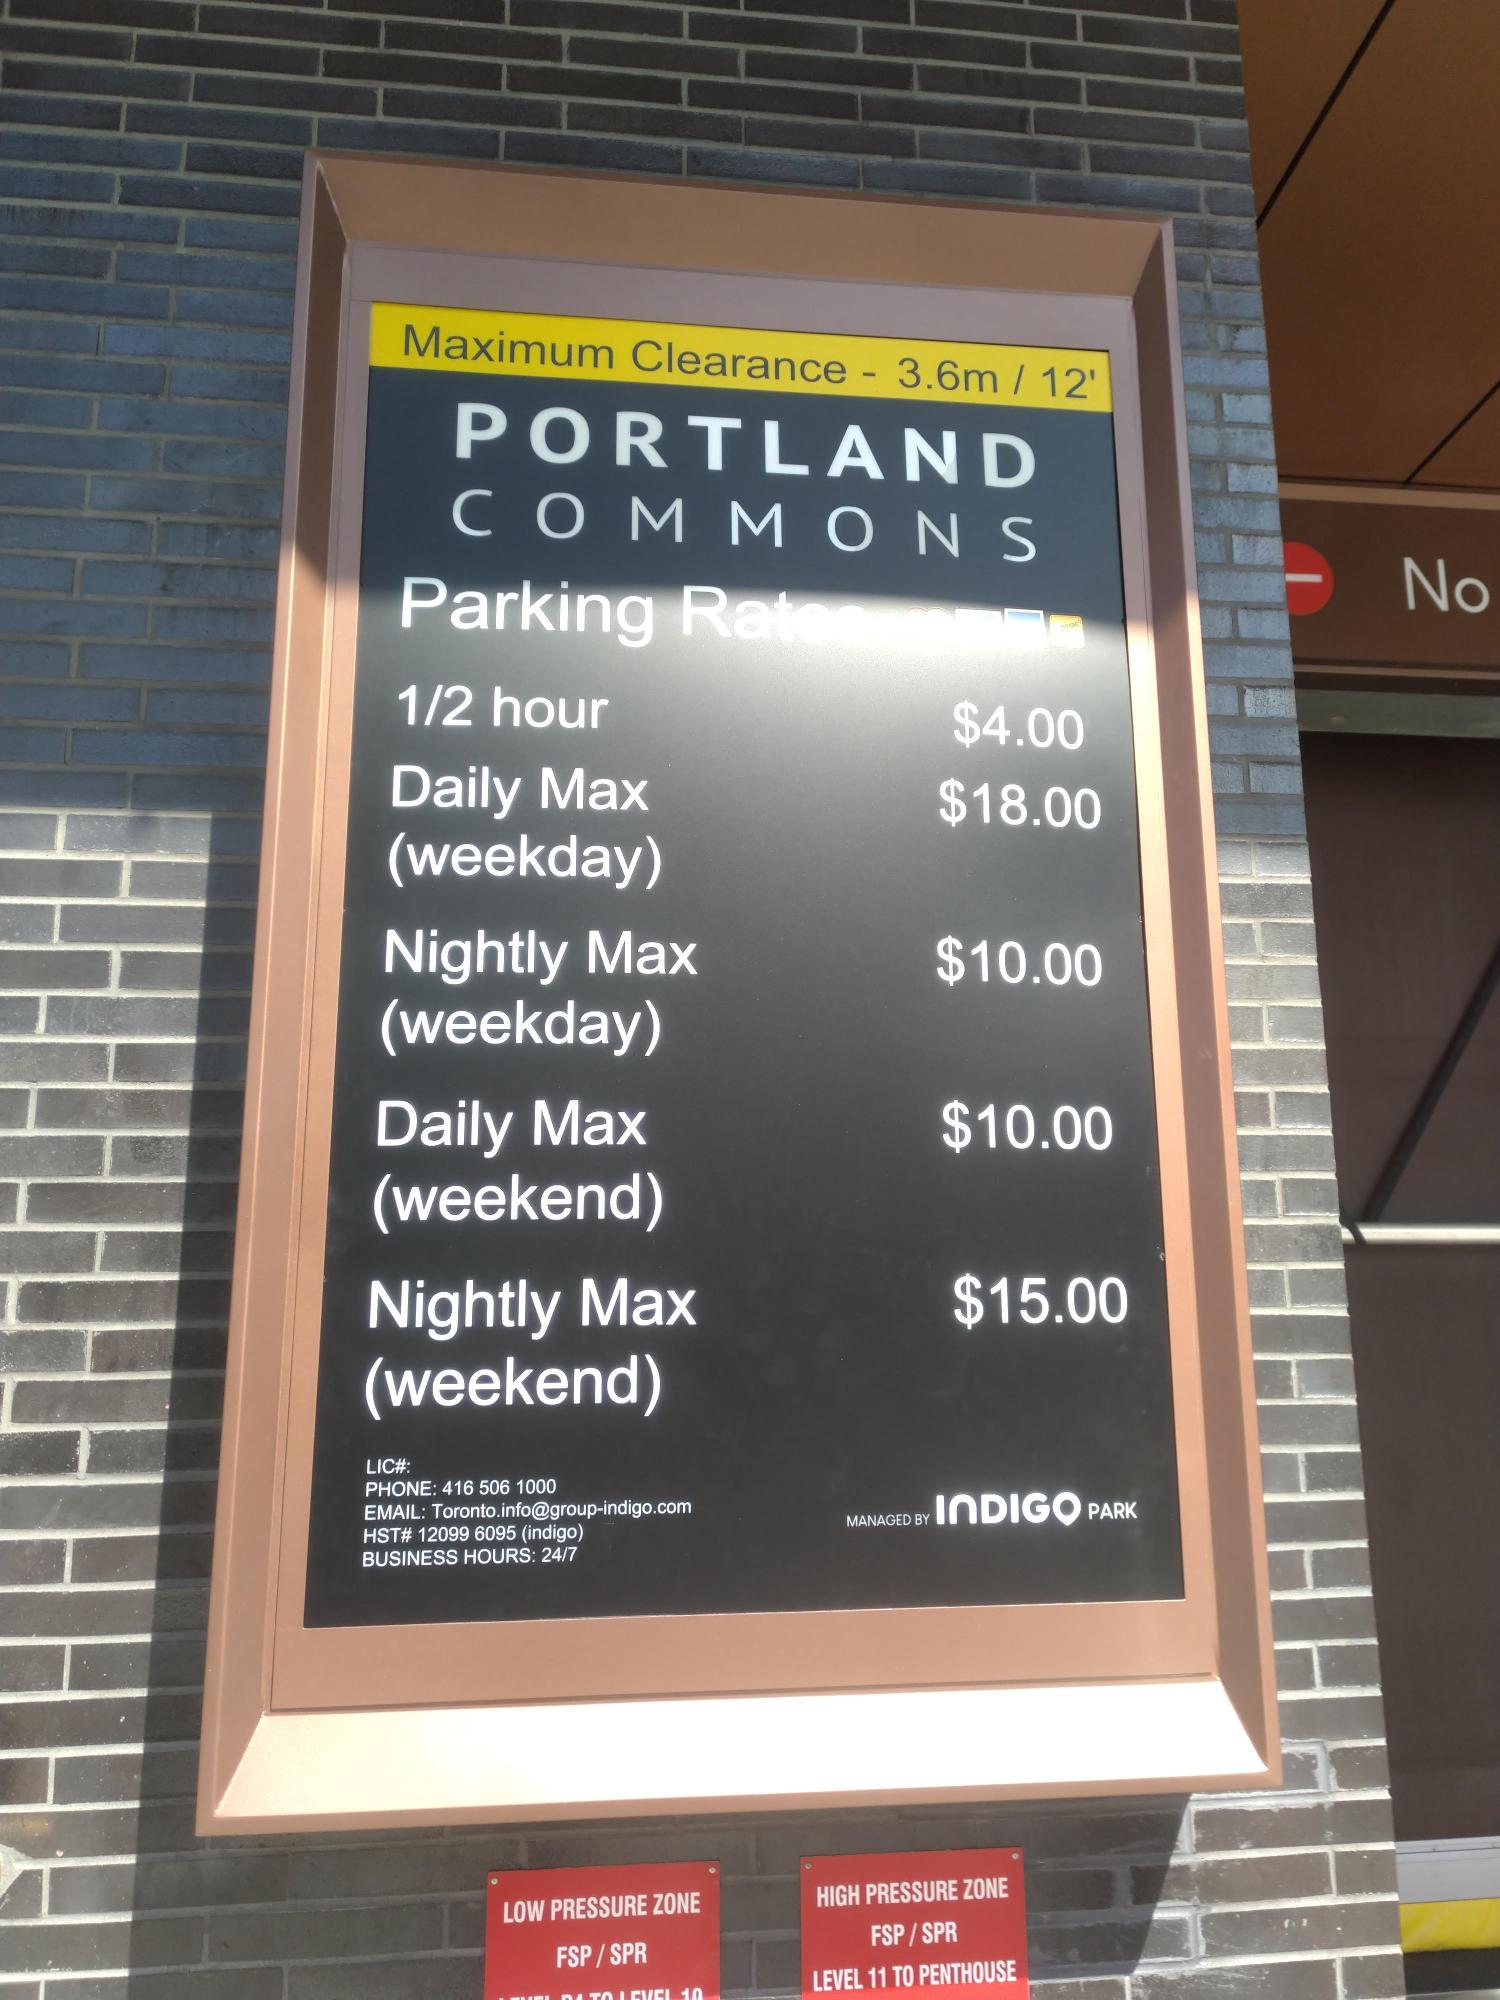 Maximum Clearance - 3.6m / 12'
PORTLAND
COMMONS
Parking Rates
1/2 hour $4.00
Daily Max $18.00
(weekday)
Nightly Max $10.00
(weekday)
Daily Max $10.00
(weekend)
Nightly Max $15.00
(weekend)
LIC#:
PHONE: 416 506 1000
EMAIL: Toronto.info@group-indigo.com
HST# 12099 6095 (indigo)
BUSINESS HOURS: 24/7
MANAGED BY INDIGO PARK
No
LOW PRESSURE ZONE
FSP / SPR
TO LEVEL 10
HIGH PRESSURE ZONE
FSP / SPR
LEVEL 11 TO PENTHOUSE